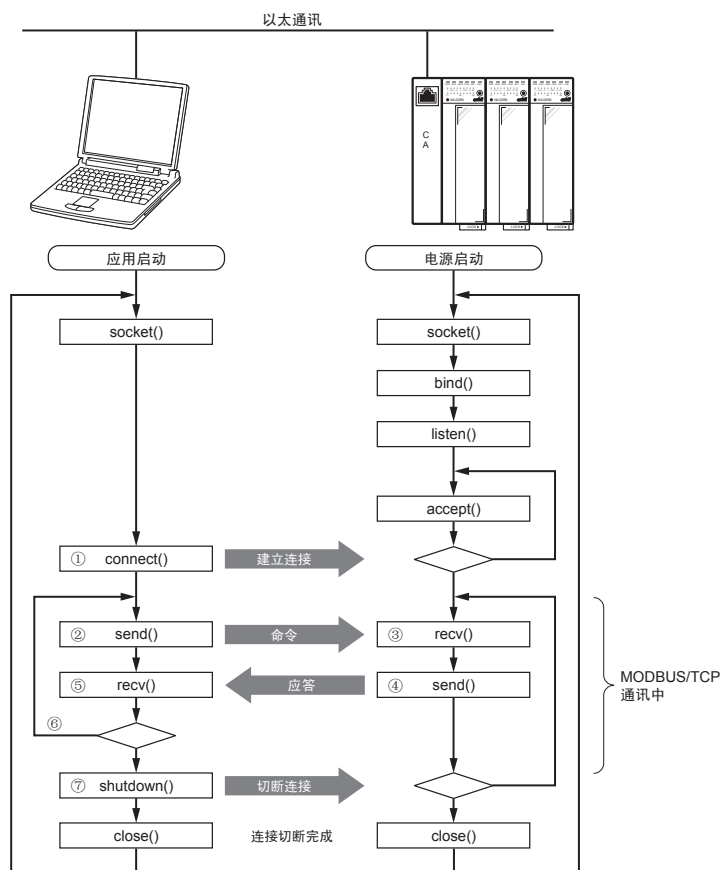 以太通讯
C
A
应用启动
电源启动
socket()
socket()
bind()
listen()
accept()
① connect()
建立连接
② send()
命令
③ recv()
⑤ recv()
应答
④ send()
MODBUS/TCP
通讯中
⑥
⑦ shutdown()
切断连接
close()
连接切断完成
close()